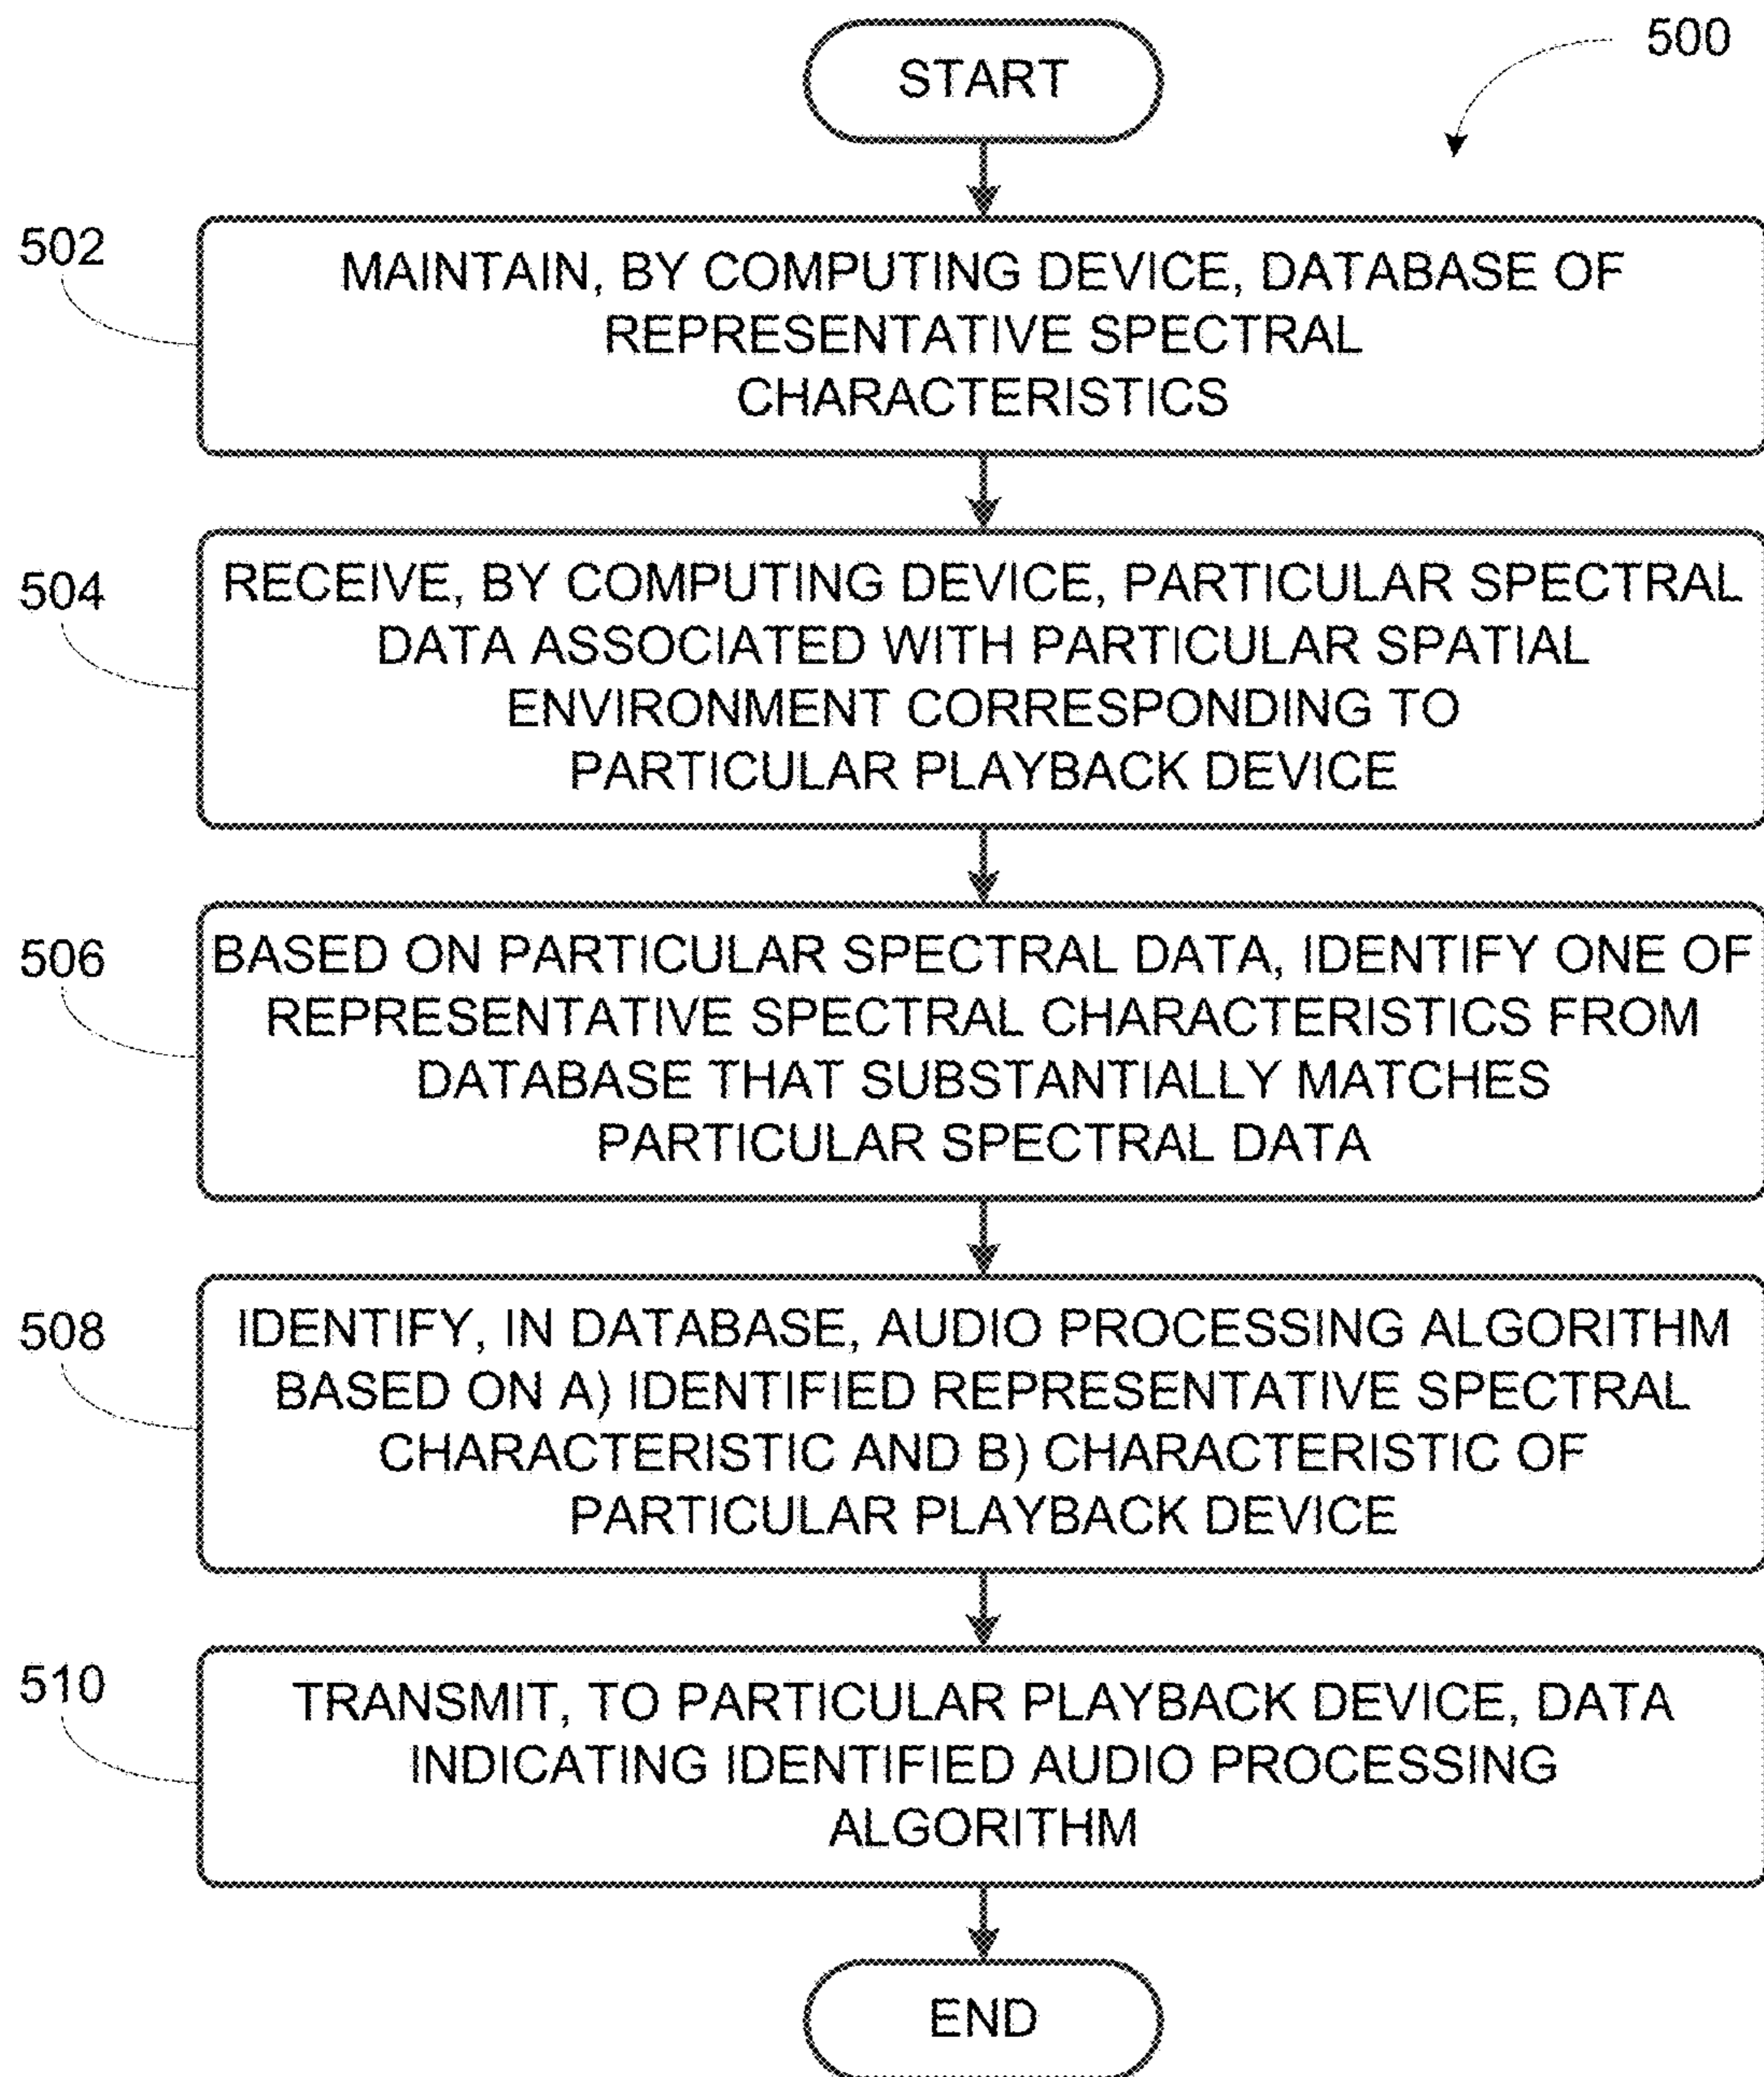 START
500
502
MAINTAIN, BY COMPUTING DEVICE, DATABASE OF
REPRESENTATIVE SPECTRAL
CHARACTERISTICS
504
RECEIVE, BY COMPUTING DEVICE, PARTICULAR SPECTRAL
DATA ASSOCIATED WITH PARTICULAR SPATIAL
ENVIRONMENT CORRESPONDING TO
PARTICULAR PLAYBACK DEVICE
506
BASED ON PARTICULAR SPECTRAL DATA, IDENTIFY ONE OF
REPRESENTATIVE SPECTRAL CHARACTERISTICS FROM
DATABASE THAT SUBSTANTIALLY MATCHES
PARTICULAR SPECTRAL DATA
508
IDENTIFY, IN DATABASE, AUDIO PROCESSING ALGORITHM
BASED ON A) IDENTIFIED REPRESENTATIVE SPECTRAL
CHARACTERISTIC AND B) CHARACTERISTIC OF
PARTICULAR PLAYBACK DEVICE
510
TRANSMIT, TO PARTICULAR PLAYBACK DEVICE, DATA
INDICATING IDENTIFIED AUDIO PROCESSING
ALGORITHM
END